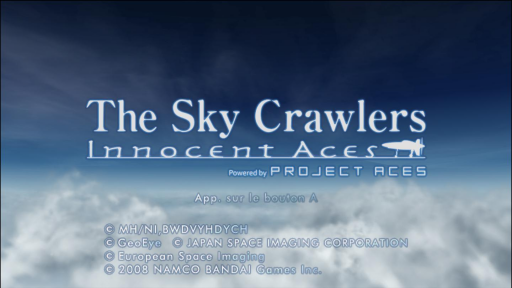 The Sky Crawlers
Innocent Aces
Powered by PROJECT ACES
App. sur le bouton A
© MH/NI,BWDVYHDYCH
© GeoEye © JAPAN SPACE IMAGING CORPORATION
© European Space Imaging
© 2008 NAMCO BANDAI Games Inc.